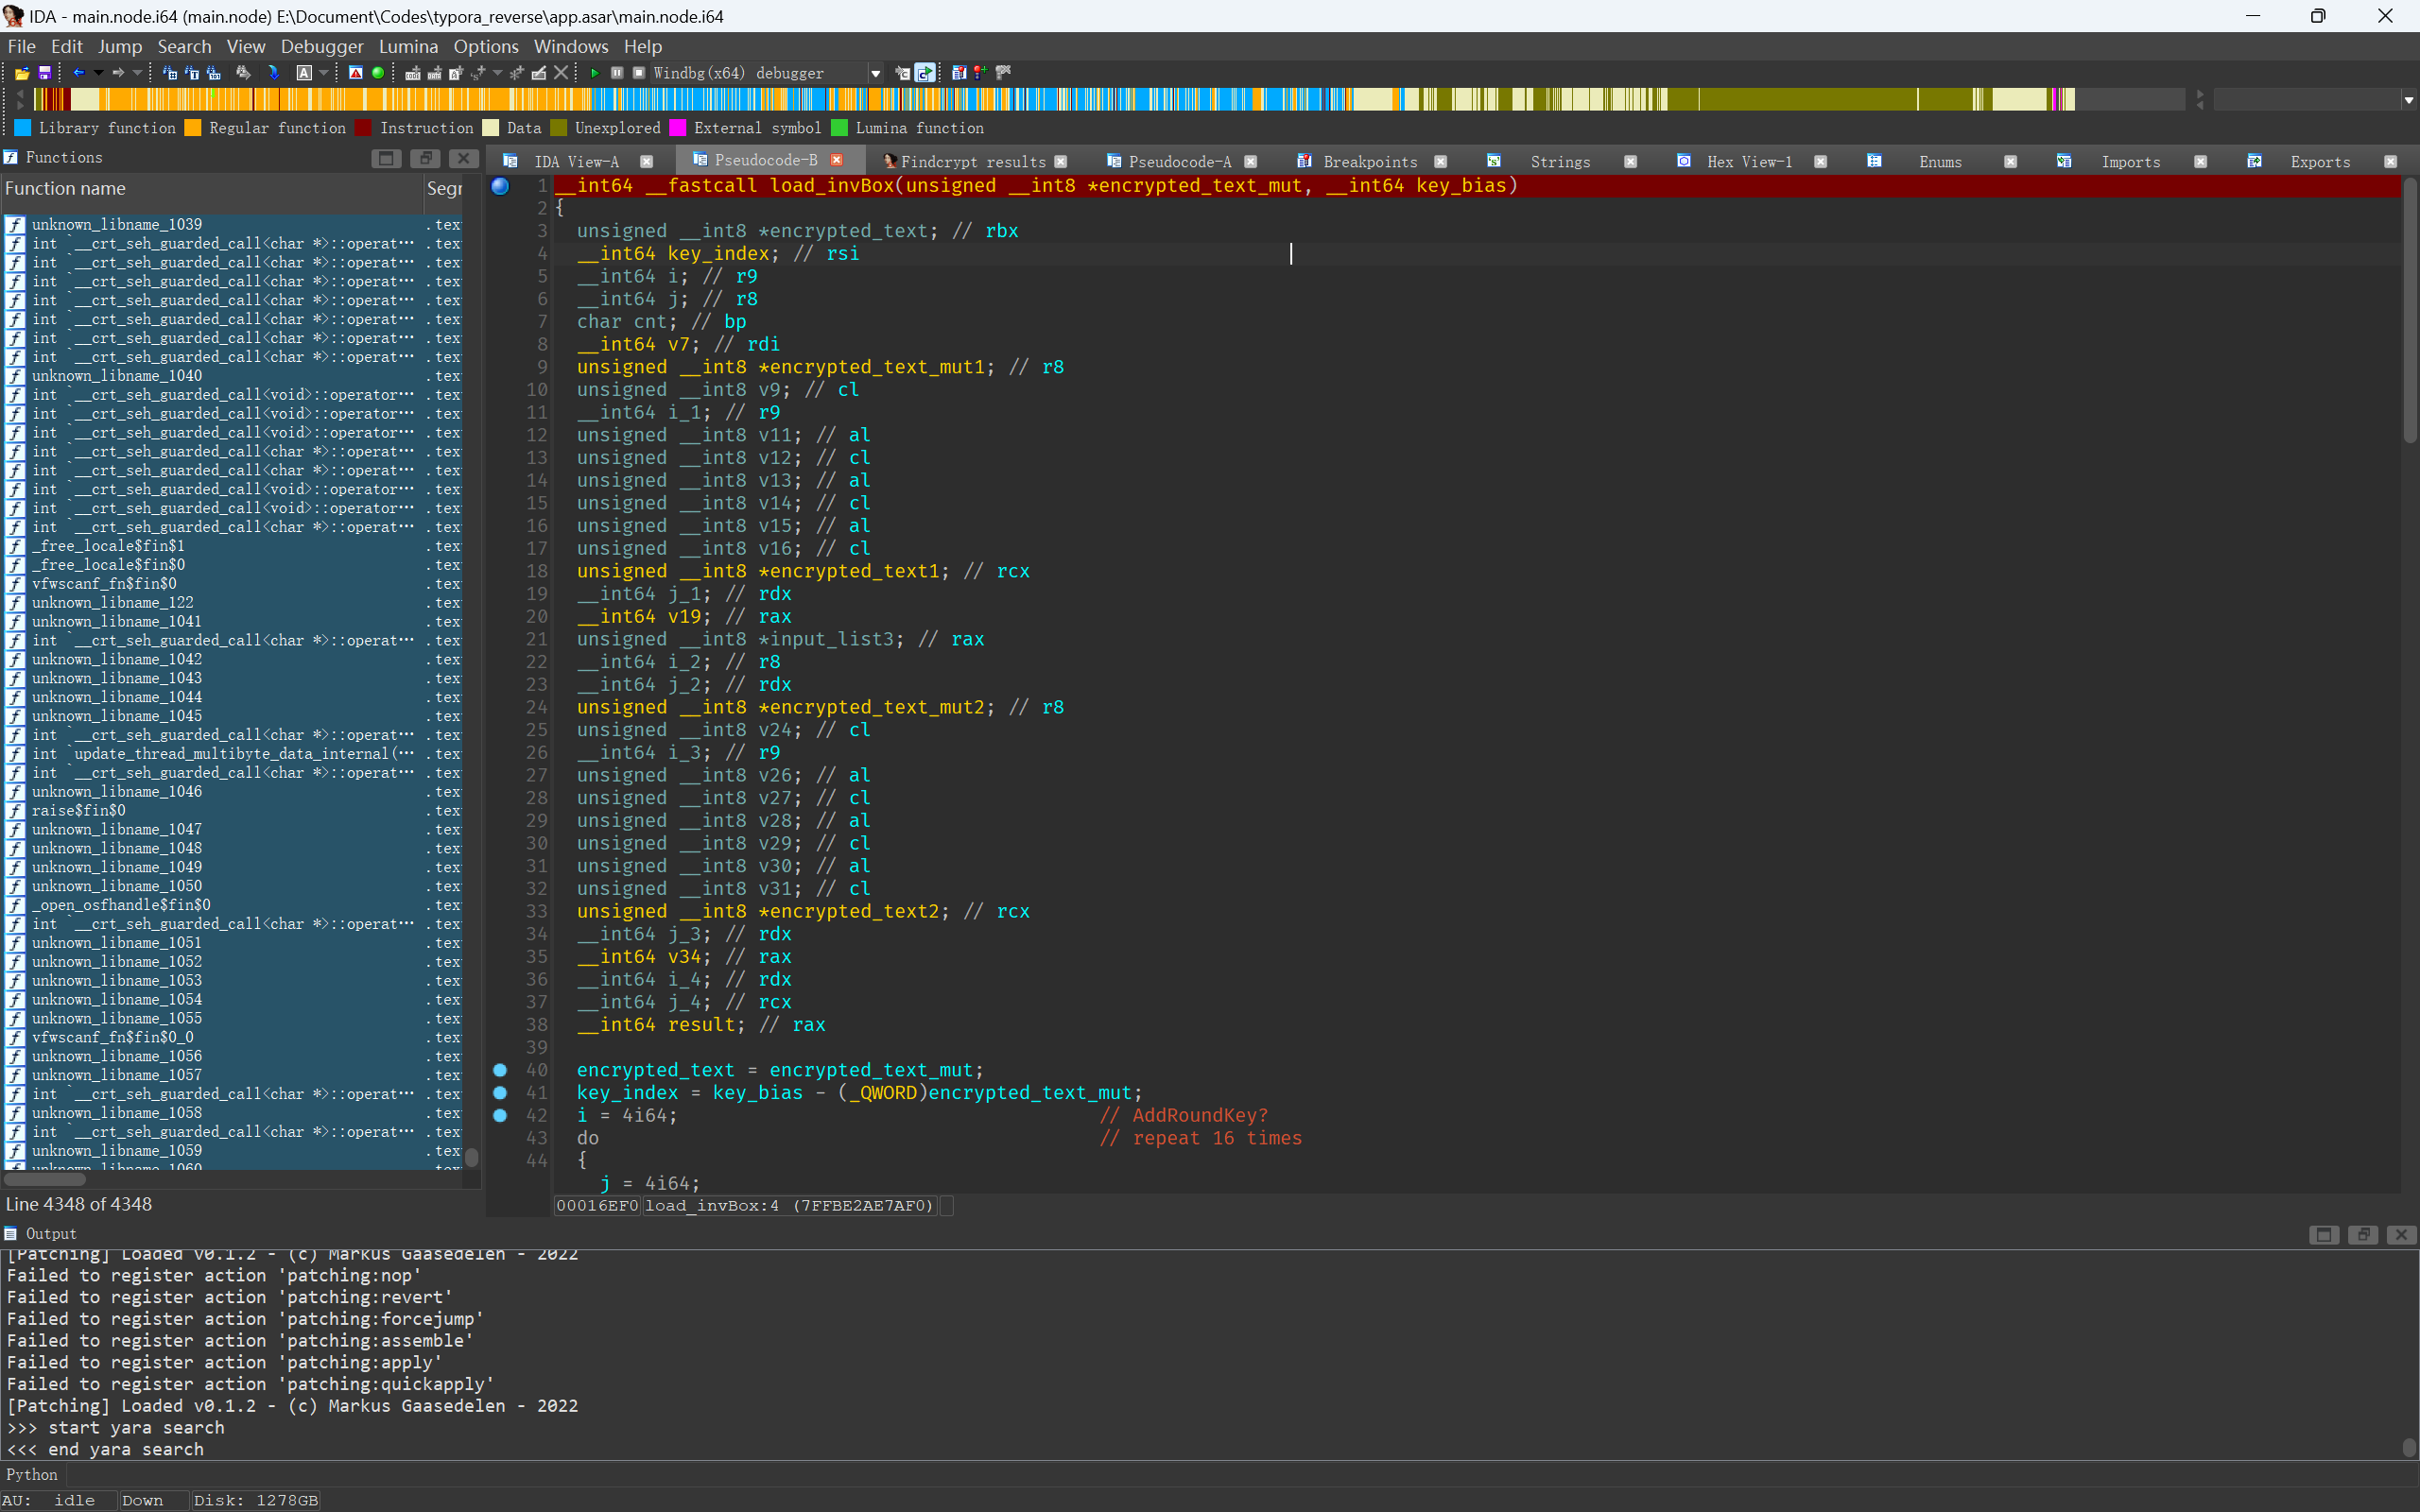 IDA - main.node.i64 (main.node) E:\Document\Codes\typora_reverse\app.asar\main.node.i64
File Edit Jump Search View Debugger Lumina Options Windows Help
Windbg(x64) debugger
Library function Regular function Instruction Data Unexplored External symbol Lumina function
Functions
Function name Segr
unknown_libname_1039 .tex
int `__crt_seh_guarded_call<char *>::operat⋯ .tex
int `__crt_seh_guarded_call<char *>::operat⋯ .tex
int `__crt_seh_guarded_call<char *>::operat⋯ .tex
int `__crt_seh_guarded_call<char *>::operat⋯ .tex
int `__crt_seh_guarded_call<char *>::operat⋯ .tex
int `__crt_seh_guarded_call<char *>::operat⋯ .tex
int `__crt_seh_guarded_call<char *>::operat⋯ .tex
unknown_libname_1040 .tex
int `__crt_seh_guarded_call<void>::operator⋯ .tex
int `__crt_seh_guarded_call<void>::operator⋯ .tex
int `__crt_seh_guarded_call<void>::operator⋯ .tex
int `__crt_seh_guarded_call<char *>::operat⋯ .tex
int `__crt_seh_guarded_call<char *>::operat⋯ .tex
int `__crt_seh_guarded_call<void>::operator⋯ .tex
int `__crt_seh_guarded_call<void>::operator⋯ .tex
int `__crt_seh_guarded_call<char *>::operat⋯ .tex
_free_locale$fin$1 .tex
_free_locale$fin$0 .tex
vfwscanf_fn$fin$0 .tex
unknown_libname_122 .tex
unknown_libname_1041 .tex
int `__crt_seh_guarded_call<char *>::operat⋯ .tex
unknown_libname_1042 .tex
unknown_libname_1043 .tex
unknown_libname_1044 .tex
unknown_libname_1045 .tex
int `__crt_seh_guarded_call<char *>::operat⋯ .tex
int `update_thread_multibyte_data_internal(⋯ .tex
int `__crt_seh_guarded_call<char *>::operat⋯ .tex
unknown_libname_1046 .tex
raise$fin$0 .tex
unknown_libname_1047 .tex
unknown_libname_1048 .tex
unknown_libname_1049 .tex
unknown_libname_1050 .tex
_open_osfhandle$fin$0 .tex
int `__crt_seh_guarded_call<char *>::operat⋯ .tex
unknown_libname_1051 .tex
unknown_libname_1052 .tex
unknown_libname_1053 .tex
unknown_libname_1054 .tex
unknown_libname_1055 .tex
vfwscanf_fn$fin$0_0 .tex
unknown_libname_1056 .tex
unknown_libname_1057 .tex
int `__crt_seh_guarded_call<char *>::operat⋯ .tex
unknown_libname_1058 .tex
int `__crt_seh_guarded_call<char *>::operat⋯ .tex
unknown_libname_1059 .tex
unknown_libname_1060 .tex
Line 4348 of 4348
IDA View-A Pseudocode-B Findcrypt results Pseudocode-A Breakpoints Strings Hex View-1 Enums Imports Exports
1 __int64 __fastcall load_invBox(unsigned __int8 *encrypted_text_mut, __int64 key_bias)
2 {
3 unsigned __int8 *encrypted_text; // rbx
4 __int64 key_index; // rsi
5 __int64 i; // r9
6 __int64 j; // r8
7 char cnt; // bp
8 __int64 v7; // rdi
9 unsigned __int8 *encrypted_text_mut1; // r8
10 unsigned __int8 v9; // cl
11 __int64 i_1; // r9
12 unsigned __int8 v11; // al
13 unsigned __int8 v12; // cl
14 unsigned __int8 v13; // al
15 unsigned __int8 v14; // cl
16 unsigned __int8 v15; // al
17 unsigned __int8 v16; // cl
18 unsigned __int8 *encrypted_text1; // rcx
19 __int64 j_1; // rdx
20 __int64 v19; // rax
21 unsigned __int8 *input_list3; // rax
22 __int64 i_2; // r8
23 __int64 j_2; // rdx
24 unsigned __int8 *encrypted_text_mut2; // r8
25 unsigned __int8 v24; // cl
26 __int64 i_3; // r9
27 unsigned __int8 v26; // al
28 unsigned __int8 v27; // cl
29 unsigned __int8 v28; // al
30 unsigned __int8 v29; // cl
31 unsigned __int8 v30; // al
32 unsigned __int8 v31; // cl
33 unsigned __int8 *encrypted_text2; // rcx
34 __int64 j_3; // rdx
35 __int64 v34; // rax
36 __int64 i_4; // rdx
37 __int64 j_4; // rcx
38 __int64 result; // rax
39
40 encrypted_text = encrypted_text_mut;
41 key_index = key_bias - (_QWORD)encrypted_text_mut;
42 i = 4i64; // AddRoundKey?
43 do // repeat 16 times
44 {
j = 4i64;
00016EF0 load_invBox:4 (7FFBE2AE7AF0)
Output
[Patching] Loaded v0.1.2 - (c) Markus Gaasedelen - 2022
Failed to register action 'patching:nop'
Failed to register action 'patching:revert'
Failed to register action 'patching:forcejump'
Failed to register action 'patching:assemble'
Failed to register action 'patching:apply'
Failed to register action 'patching:quickapply'
[Patching] Loaded v0.1.2 - (c) Markus Gaasedelen - 2022
>>> start yara search
<<< end yara search
Python
AU: idle Down Disk: 1278GB